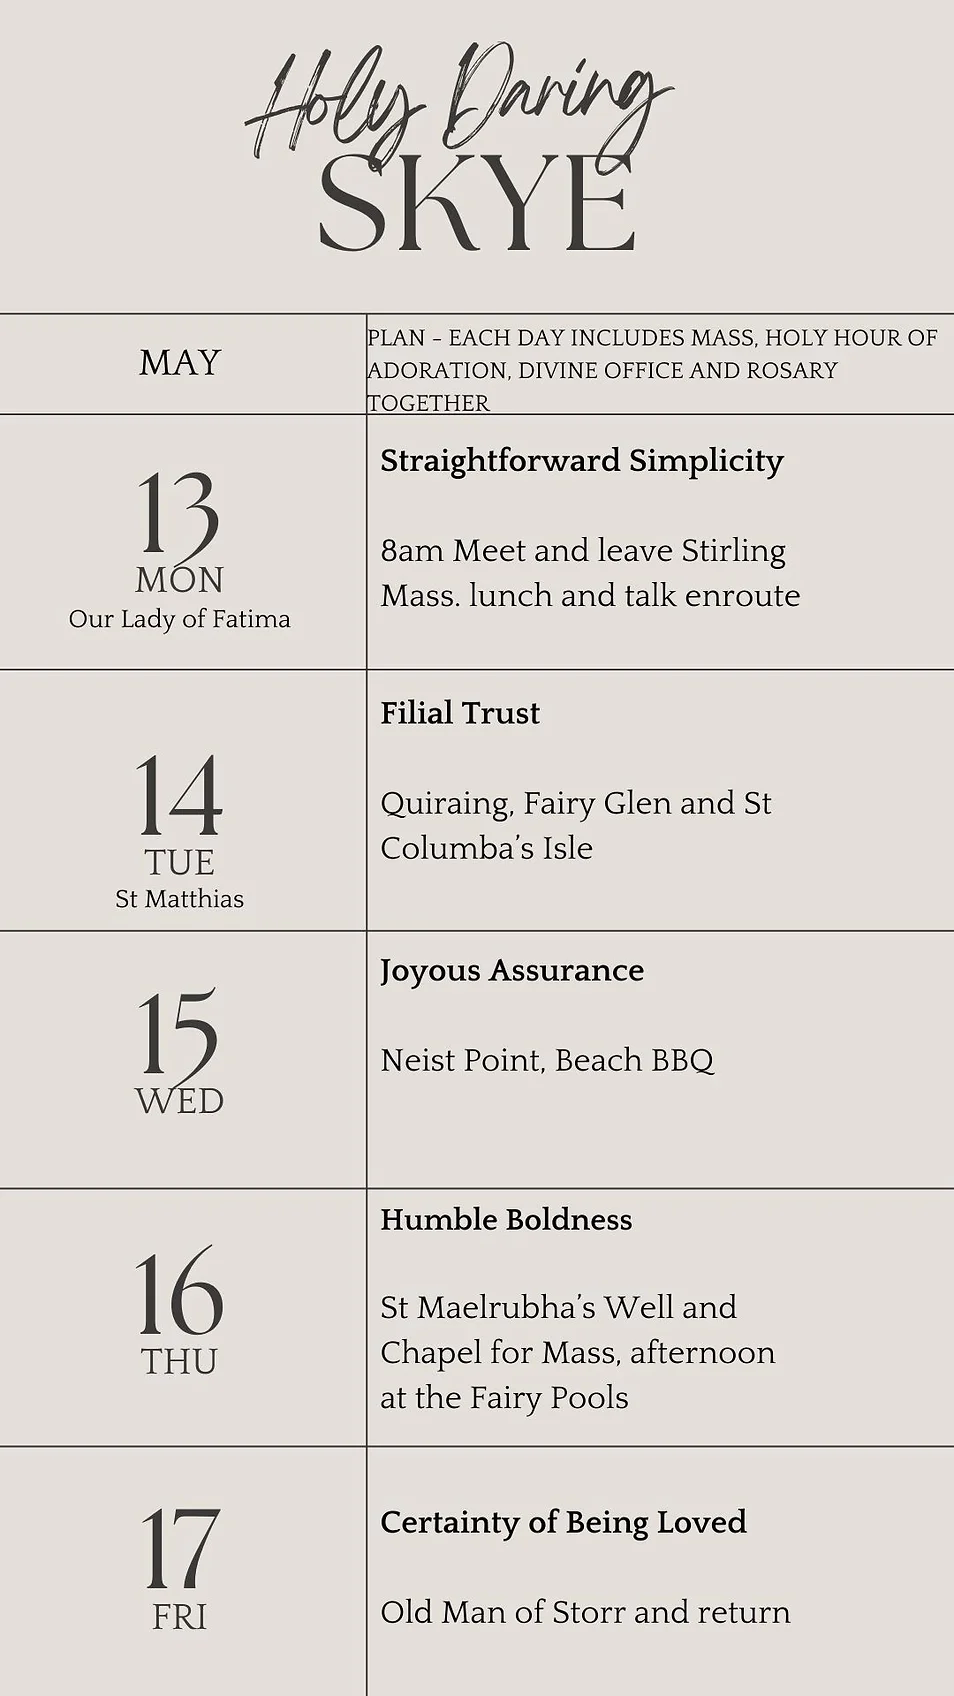 Holy Daring
SKYE
MAY
PLAN - EACH DAY INCLUDES MASS, HOLY HOUR OF
ADORATION, DIVINE OFFICE AND ROSARY
TOGETHER
13
MON
Our Lady of Fatima
Straightforward Simplicity
8am Meet and leave Stirling
Mass. lunch and talk enroute
14
TUE
St Matthias
Filial Trust
Quiraing, Fairy Glen and St
Columba's Isle
15
WED
Joyous Assurance
Neist Point, Beach BBQ
16
THU
Humble Boldness
St Maelrubha's Well and
Chapel for Mass, afternoon
at the Fairy Pools
17
FRI
Certainty of Being Loved
Old Man of Storr and return